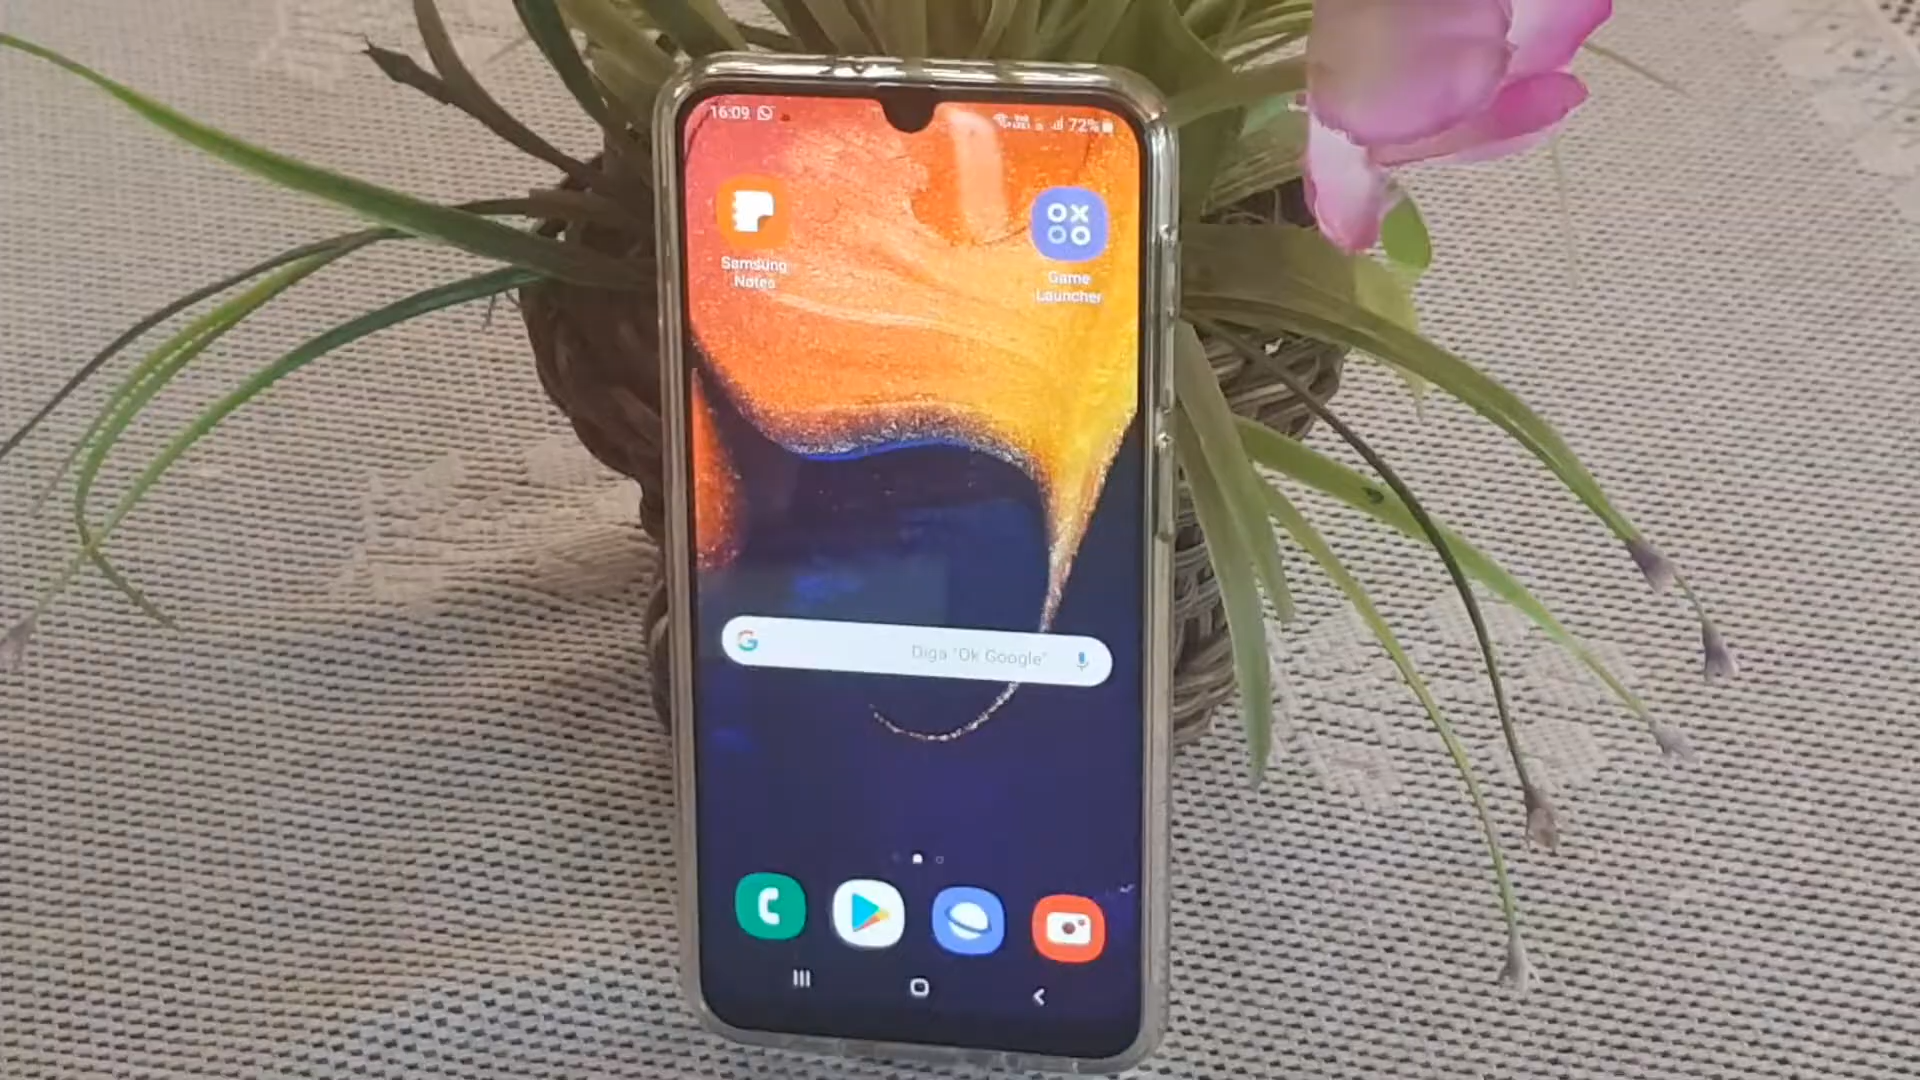 16:09
72%
Samsung
Notes
Game
Launcher
Diga "Ok Google"